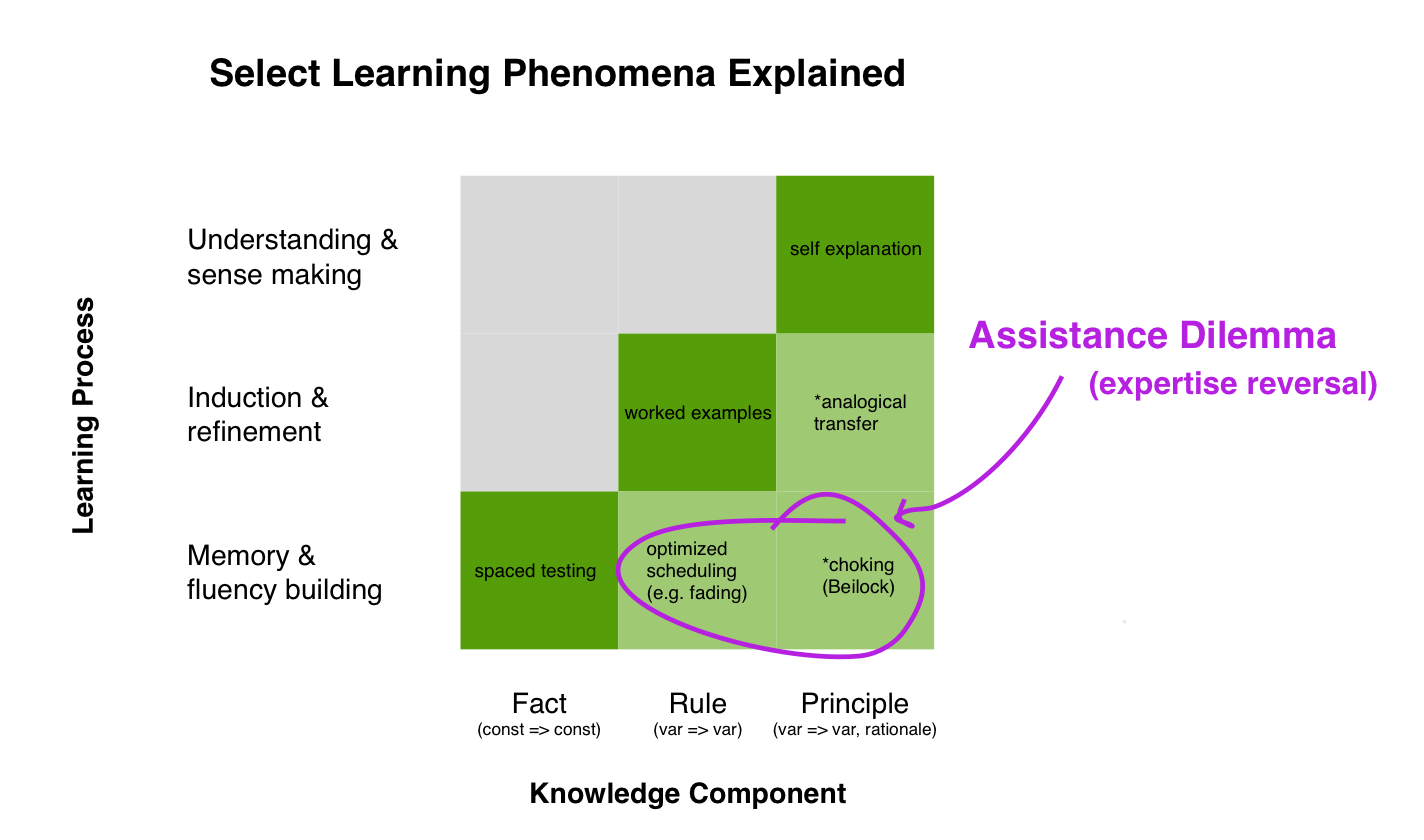 Select Learning Phenomena Explained
Learning Process
Understanding &
sense making
self explanation
Assistance Dilemma
(expertise reversal)
Induction &
refinement
worked examples
*analogical
transfer
Memory &
fluency building
spaced testing
optimized
scheduling
(e.g. fading)
*choking
(Beilock)
Fact
(const => const)
Rule
(var => var)
Principle
(var => var, rationale)
Knowledge Component